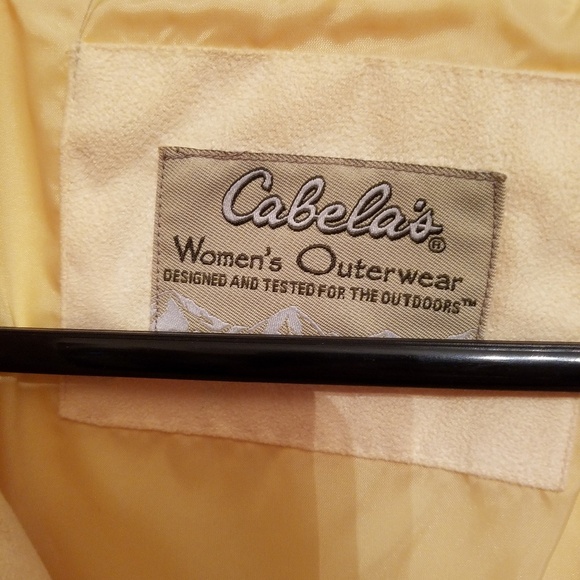 Cabela's®
Women's Outerwear
DESIGNED AND TESTED FOR THE OUTDOORS™